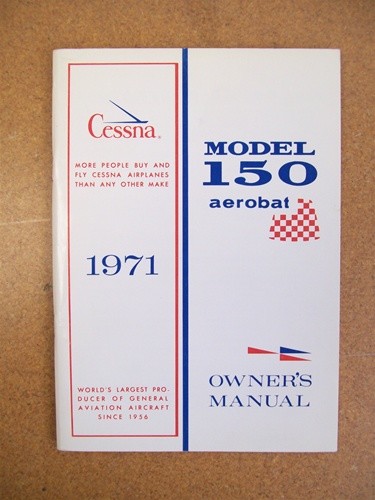 Cessna®
MORE PEOPLE BUY AND
FLY CESSNA AIRPLANES
THAN ANY OTHER MAKE
1971
WORLD'S LARGEST PRO-
DUCER OF GENERAL
AVIATION AIRCRAFT
SINCE 1956
MODEL
150
aerobat
OWNER'S
MANUAL